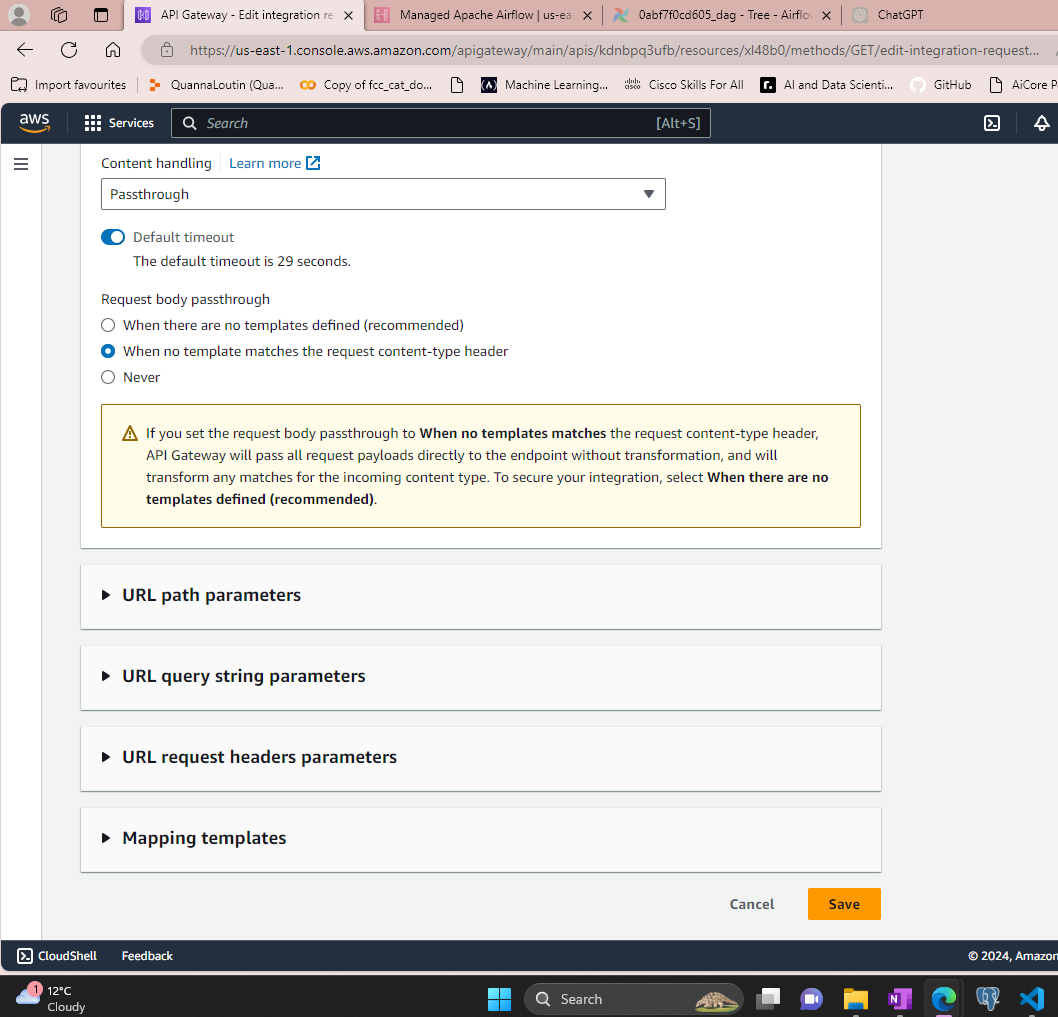 API Gateway - Edit integration re
Managed Apache Airflow | us-ea
0abf7f0cd605_dag - Tree - Airflo
ChatGPT
https://us-east-1.console.aws.amazon.com/apigateway/main/apis/kdnbpq3ufb/resources/xl48b0/methods/GET/edit-integration-request...
Import favourites
QuannaLoutin (Qua...
Copy of fcc_cat_do...
Machine Learning...
Cisco Skills For All
AI and Data Scienti...
GitHub
AiCore P
aws
Services
Search
[Alt+S]
Content handling
Learn more
Passthrough
Default timeout
The default timeout is 29 seconds.
Request body passthrough
When there are no templates defined (recommended)
When no template matches the request content-type header
Never
If you set the request body passthrough to When no templates matches the request content-type header,
API Gateway will pass all request payloads directly to the endpoint without transformation, and will
transform any matches for the incoming content type. To secure your integration, select When there are no
templates defined (recommended).
URL path parameters
URL query string parameters
URL request headers parameters
Mapping templates
Cancel
Save
CloudShell
Feedback
© 2024, Amazon
1
12°C
Cloudy
Search